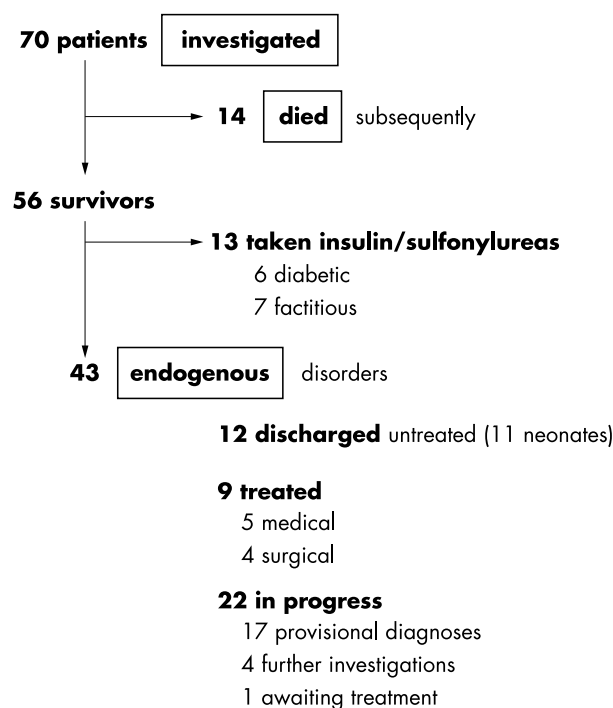 70 patients investigated
14 died subsequently
56 survivors
13 taken insulin/sulfonylureas
6 diabetic
7 factitious
43 endogenous disorders
12 discharged untreated (11 neonates)
9 treated
5 medical
4 surgical
22 in progress
17 provisional diagnoses
4 further investigations
1 awaiting treatment